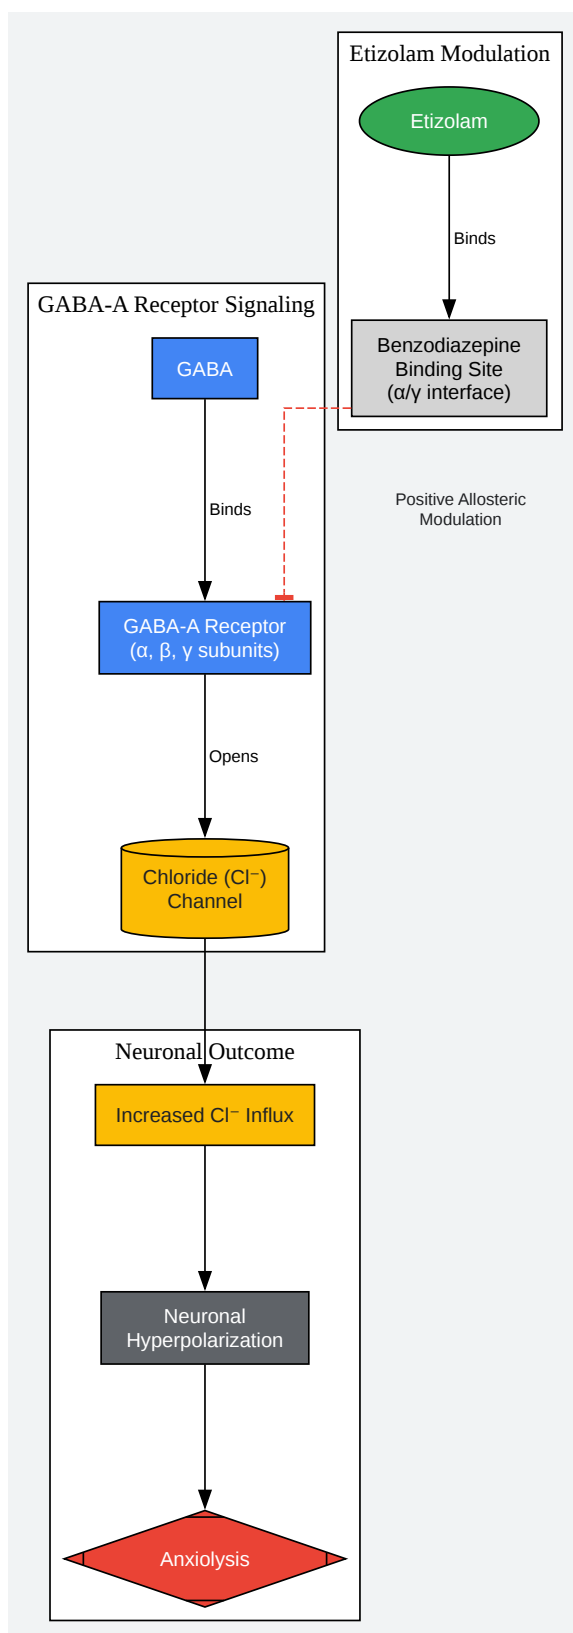 Etizolam Modulation
Etizolam
Binds
Benzodiazepine
Binding Site
(α/γ interface)
Positive Allosteric
Modulation
GABA-A Receptor Signaling
GABA
Binds
GABA-A Receptor
(α, β, γ subunits)
Opens
Chloride (Cl⁻)
Channel
Neuronal Outcome
Increased Cl⁻ Influx
Neuronal
Hyperpolarization
Anxiolysis